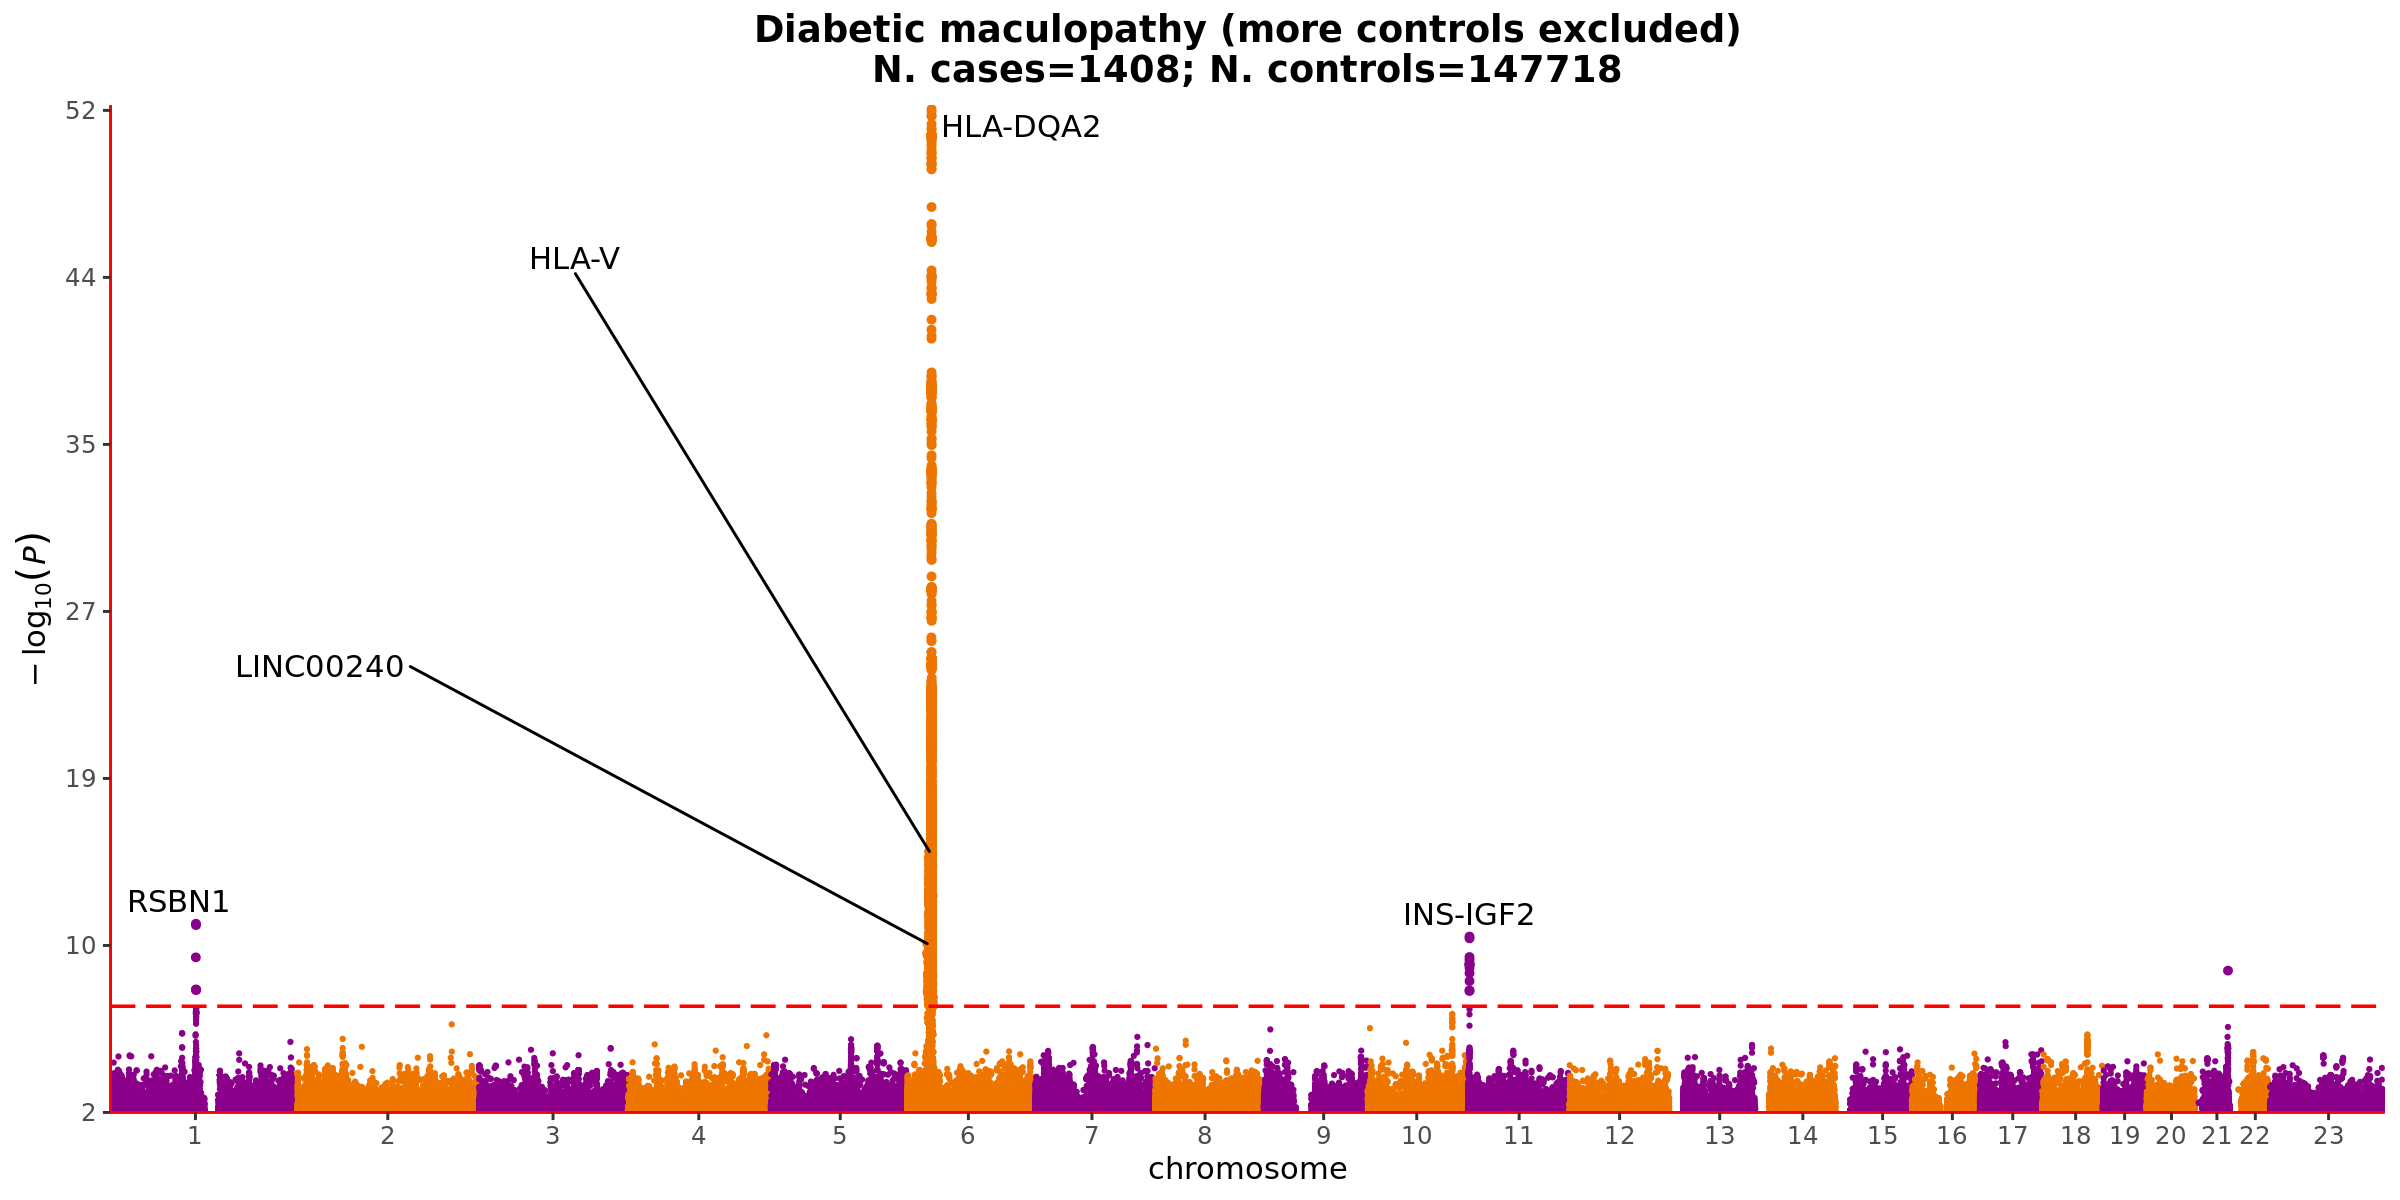 Diabetic maculopathy (more controls excluded)
N. cases=1408; N. controls=147718
52
HLA-DQA2
HLA-V
44
35
− log10(P)
27
LINC00240
19
RSBN1
INS-IGF2
10
2
1 2 3 4 5 6 7 8 9 10 11 12 13 14 15 16 17 18 19 20 21 22 23
chromosome